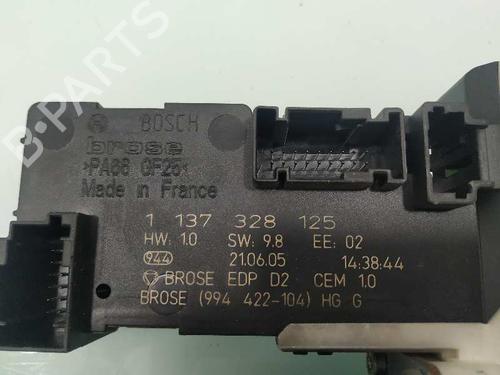 BOSCH
brose
>PA66 GF25<
Made in France
1 137 328 125
HW: 1.0 SW: 9.8 EE: 02
944 21.06.05 14:38:44
BROSE EDP D2 CEM 1.0
BROSE (994 422-104) HG G
B-PARTS